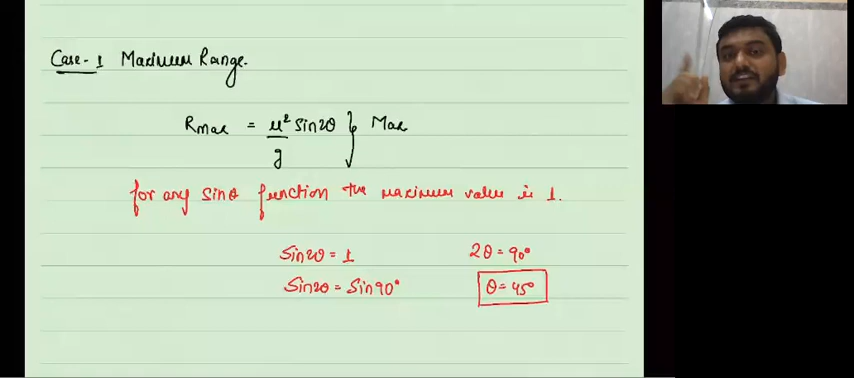 Case-1 Maximum Range.
Rmax = u² sin2θ / g } Max
for any sinθ function the maximum value is 1.
Sin2θ = 1 2θ = 90°
Sin2θ = Sin90° θ = 45°